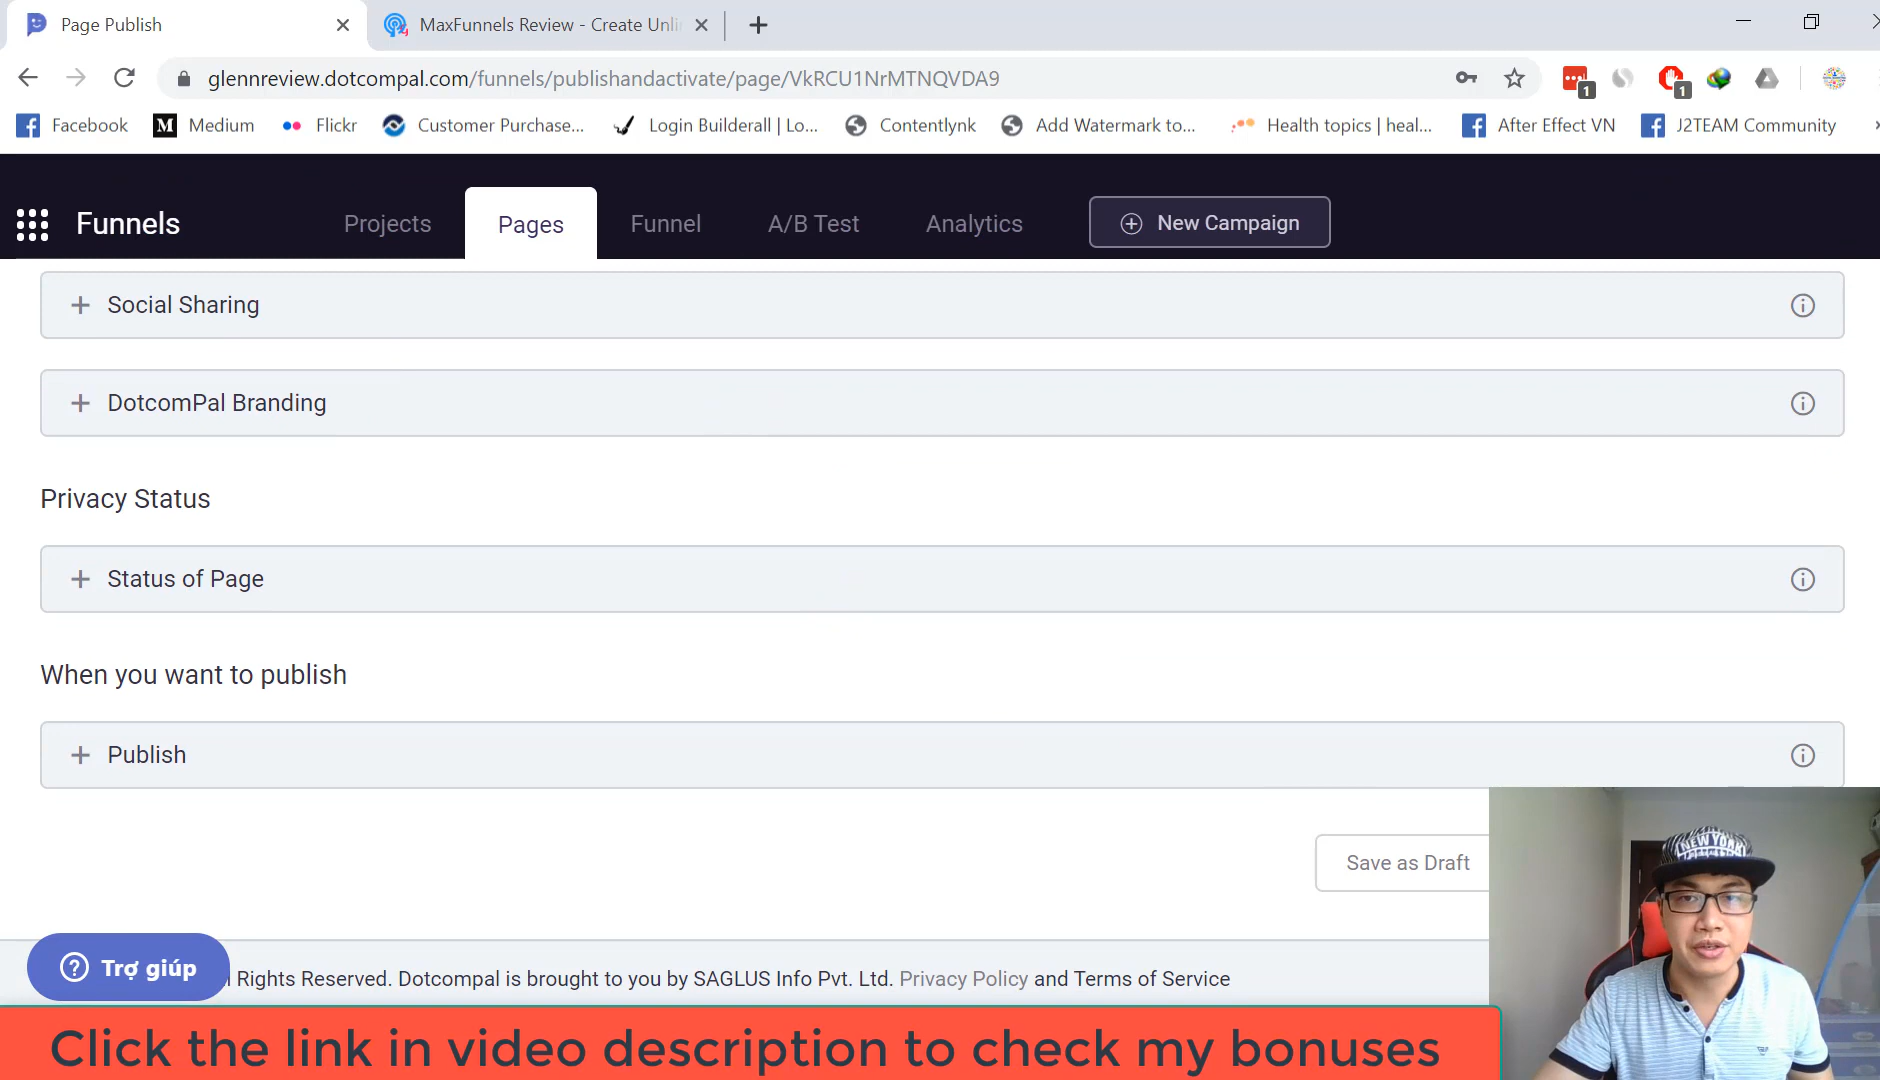 Page Publish
MaxFunnels Review - Create Unli
glennreview.dotcompal.com/funnels/publishandactivate/page/VkRCU1NrMTNQVDA9
1
1
Facebook
M Medium
Flickr
Customer Purchase...
Login Builderall | Lo...
Contentlynk
Add Watermark to...
Health topics | heal...
After Effect VN
J2TEAM Community
Funnels
Projects
Pages
Funnel
A/B Test
Analytics
New Campaign
Social Sharing
DotcomPal Branding
Privacy Status
Status of Page
When you want to publish
Publish
Save as Draft
NEW YORK
Trợ giúp
l Rights Reserved. Dotcompal is brought to you by SAGLUS Info Pvt. Ltd. Privacy Policy and Terms of Service
Click the link in video description to check my bonuses